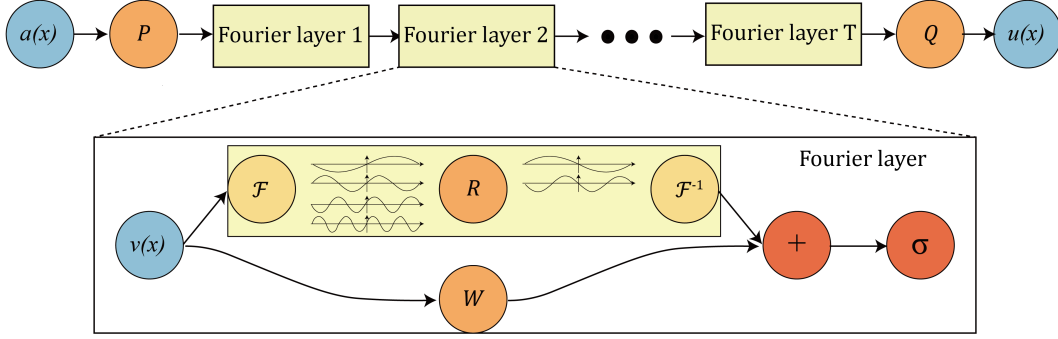 a(x) P Fourier layer 1 Fourier layer 2 Fourier layer T Q u(x)
Fourier layer
ℱ R ℱ⁻¹
v(x) + σ
W